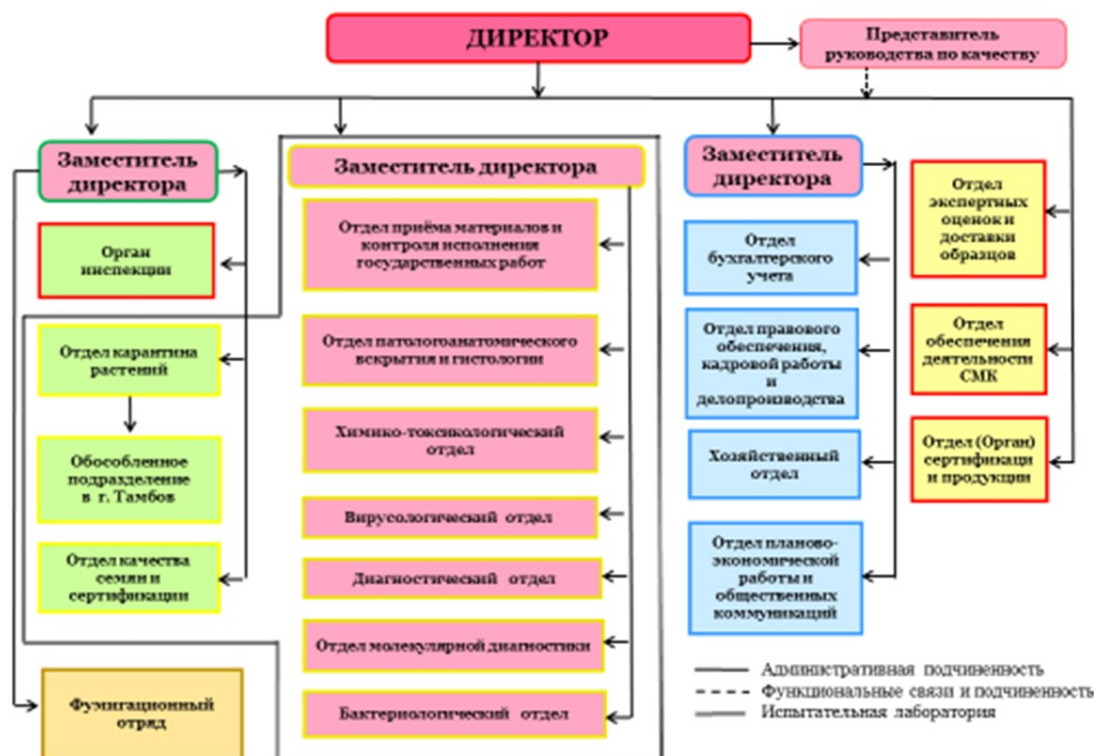 ДИРЕКТОР
Представитель
руководства по качеству
Заместитель
директора
Орган
инспекции
Отдел карантина
растений
Обособленное
подразделение
в г. Тамбов
Отдел качества
семян и
сертификации
Фумигационный
отряд
Заместитель директора
Отдел приёма материалов и
контроля исполнения
государственных работ
Отдел патологоанатомического
вскрытия и гистологии
Химико-токсикологический
отдел
Вирусологический отдел
Диагностический отдел
Отдел молекулярной диагностики
Бактериологический отдел
Заместитель
директора
Отдел
бухгалтерского
учета
Отдел правового
обеспечения,
кадровой работы
и
делопроизводства
Хозяйственный
отдел
Отдел планово-
экономической
работы и
общественных
коммуникаций
Отдел
экспертных
оценок и
доставки
образцов
Отдел
обеспечения
деятельности
СМК
Отдел (Орган)
сертификаци
и продукции
Административная подчиненность
Функциональные связи и подчиненность
Испытательная лаборатория